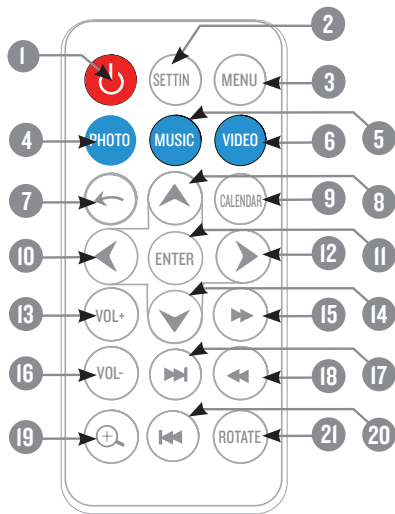 1 2
SETTIN MENU 3
4 PHOTO MUSIC VIDEO 6 5
7 CALENDAR 9 8
10 ENTER 12 11
13 VOL+ 15 14
16 VOL- 18 17
19 ROTATE 21 20